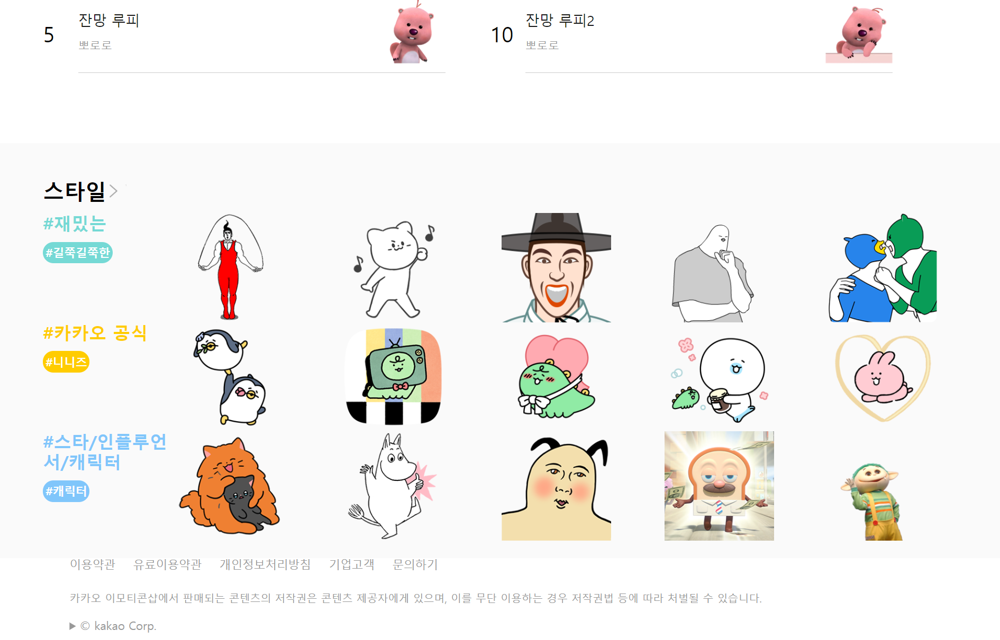 5
잔망 루피
뽀로로
10
잔망 루피2
뽀로로
스타일
#재밌는
#길쭉길쭉한
#카카오 공식
#니니즈
#스타/인플루언
서/캐릭터
#캐릭터
이용약관 유료이용약관 개인정보처리방침 기업고객 문의하기
카카오 이모티콘샵에서 판매되는 콘텐츠의 저작권은 콘텐츠 제공자에게 있으며, 이를 무단 이용하는 경우 저작권법 등에 따라 처벌될 수 있습니다.
▶ © kakao Corp.